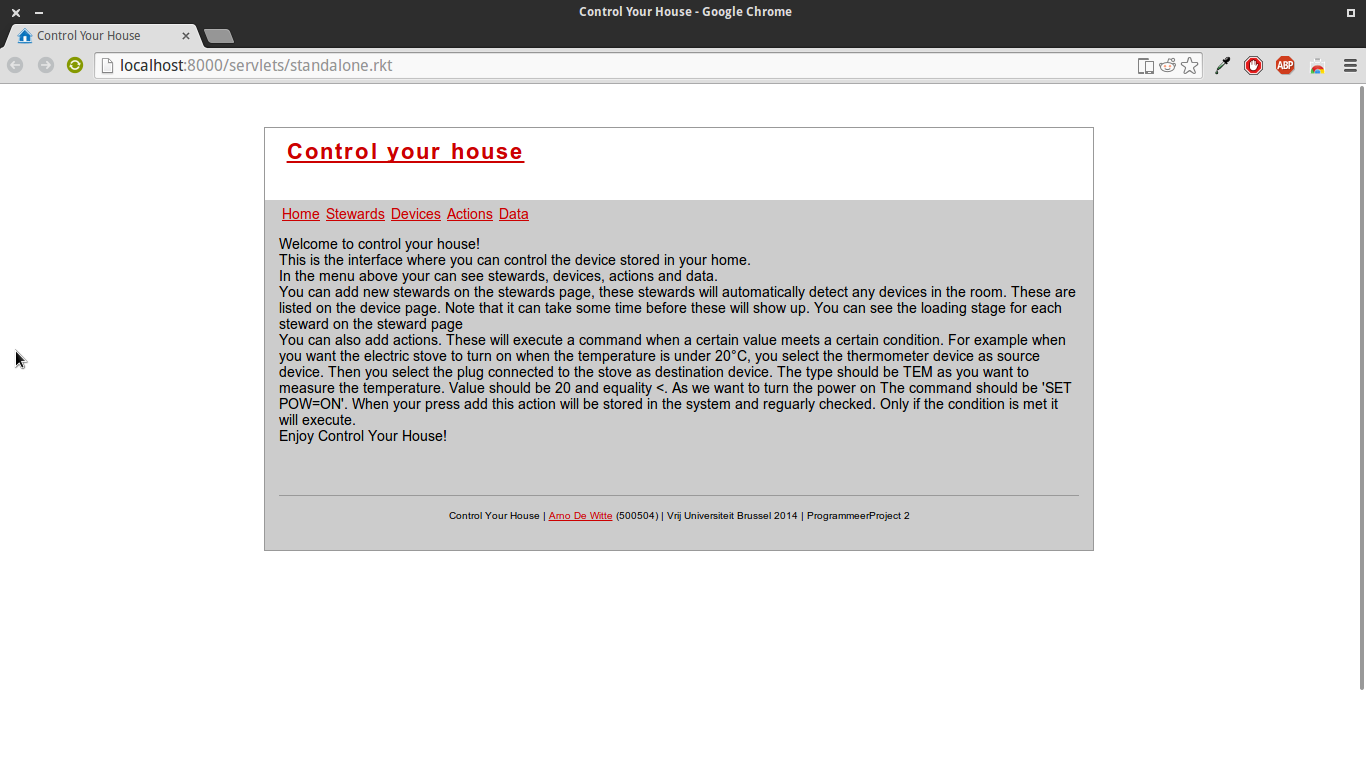 Control Your House - Google Chrome
Control Your House
localhost:8000/servlets/standalone.rkt
ABP
Control your house
Home Stewards Devices Actions Data
Welcome to control your house!
This is the interface where you can control the device stored in your home.
In the menu above your can see stewards, devices, actions and data.
You can add new stewards on the stewards page, these stewards will automatically detect any devices in the room. These are
listed on the device page. Note that it can take some time before these will show up. You can see the loading stage for each
steward on the steward page
You can also add actions. These will execute a command when a certain value meets a certain condition. For example when
you want the electric stove to turn on when the temperature is under 20°C, you select the thermometer device as source
device. Then you select the plug connected to the stove as destination device. The type should be TEM as you want to
measure the temperature. Value should be 20 and equality <. As we want to turn the power on The command should be 'SET
POW=ON'. When your press add this action will be stored in the system and reguarly checked. Only if the condition is met it
will execute.
Enjoy Control Your House!
Control Your House | Arno De Witte (500504) | Vrij Universiteit Brussel 2014 | ProgrammeerProject 2